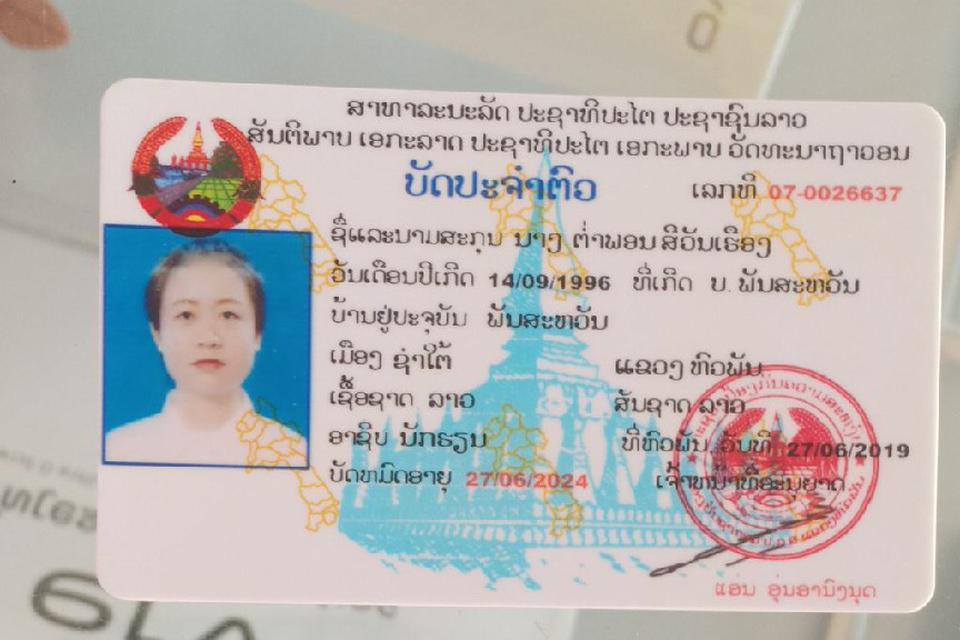 ສາທາລະນະລັດ ປະຊາທິປະໄຕ ປະຊາຊົນລາວ
ສັນຕິພາບ ເອກະລາດ ປະຊາທິປະໄຕ ເອກະພາບ ວັດທະນາຖາວອນ
ບັດປະຈຳຕົວ ເລກທີ 07-0026637
ຊື່ແລະນາມສະກຸນ ນາງ ຕ່ຳພອນ ສີວັນເຮືອງ
ວັນເດືອນປີເກີດ 14/09/1996 ທີ່ເກີດ ບ. ພັນສະຫວັນ
ບ້ານຢູ່ປະຈຸບັນ ພັນສະຫວັນ
ເມືອງ ຊຳໃຕ້ ແຂວງ ຫົວພັນ
ເຊື້ອຊາດ ລາວ ສັນຊາດ ລາວ
ອາຊີບ ນັກຮຽນ ທີ່ຫົວພັນ, ວັນທີ 27/06/2019
ບັດຫມົດອາຍຸ 27/06/2024 ເຈົ້າຫນ້າທີ່ອະນຸຍາດ
ແອນ ອຸ່ນອານົງນຸດ